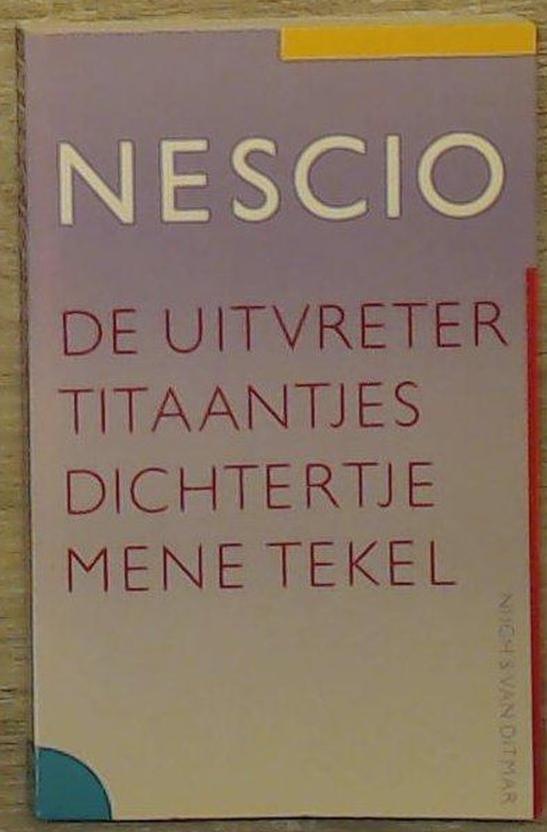 NESCIO
DE UITVRETER
TITAANTJES
DICHTERTJE
MENE TEKEL
NIJGH & VAN DITMAR